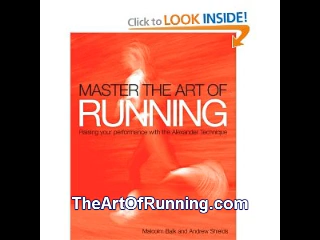 Click to LOOK INSIDE!
MASTER THE ART OF
RUNNING
Raising your performance with the Alexander Technique
TheArtOfRunning.com
Malcolm Balk and Andrew Shields